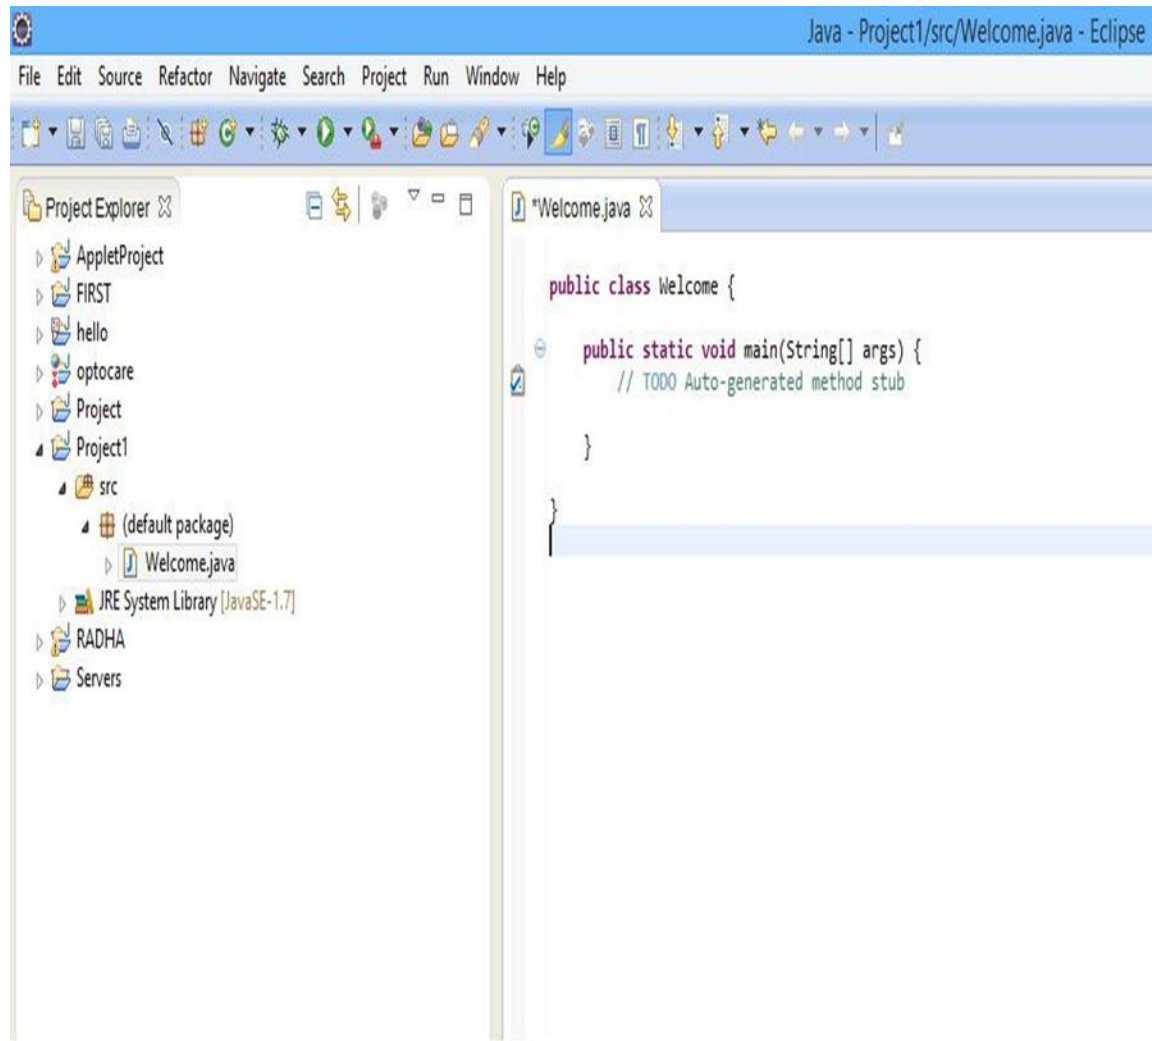 Java - Project1/src/Welcome.java - Eclipse
File Edit Source Refactor Navigate Search Project Run Window Help
Project Explorer
AppletProject
FIRST
hello
optocare
Project
Project1
src
(default package)
Welcome.java
JRE System Library [JavaSE-1.7]
RADHA
Servers
*Welcome.java
public class Welcome {
public static void main(String[] args) {
// TODO Auto-generated method stub
}
}